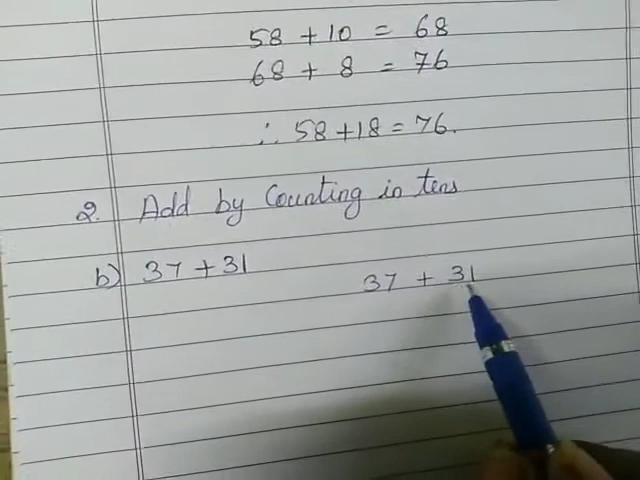 58 + 10 = 68
68 + 8 = 76
∴ 58 + 18 = 76.
2. Add by Counting in tens
b) 37 + 31 37 + 31